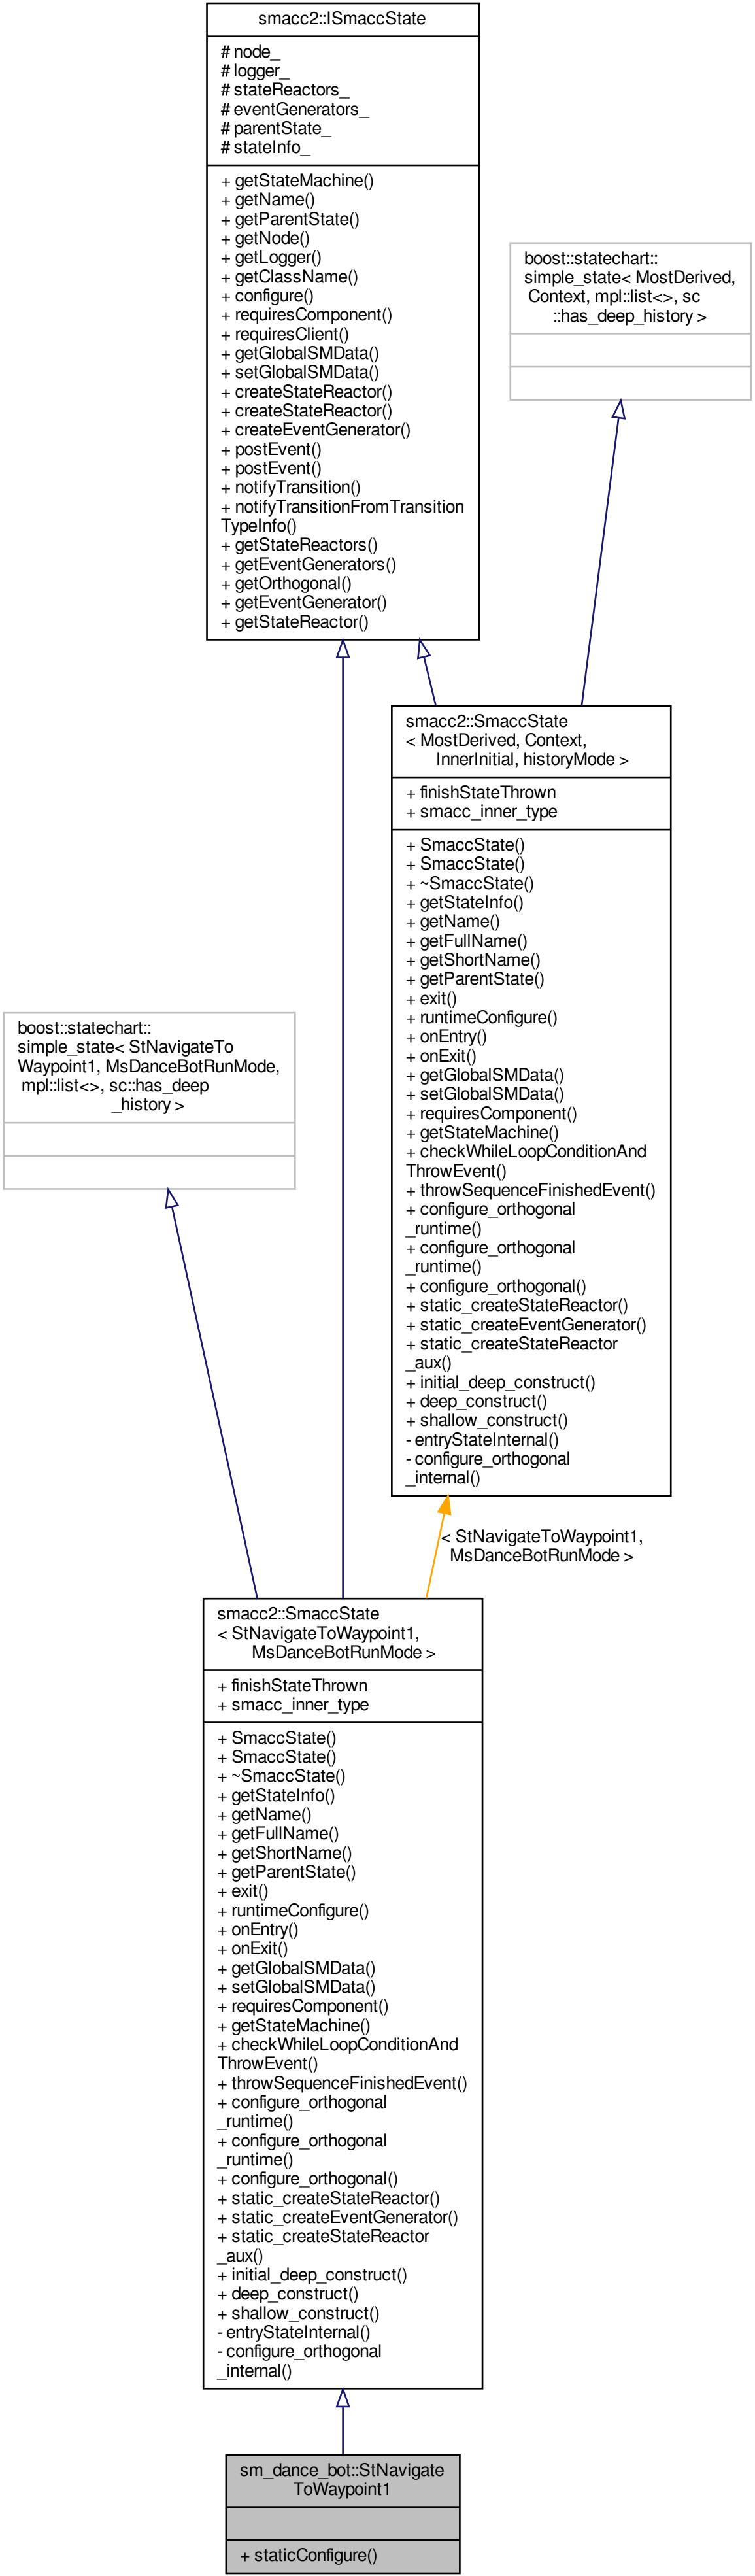 smacc2::ISmaccState
# node_
# logger_
# stateReactors_
# eventGenerators_
# parentState_
# stateInfo_
+ getStateMachine()
+ getName()
+ getParentState()
+ getNode()
+ getLogger()
+ getClassName()
+ configure()
+ requiresComponent()
+ requiresClient()
+ getGlobalSMData()
+ setGlobalSMData()
+ createStateReactor()
+ createStateReactor()
+ createEventGenerator()
+ postEvent()
+ postEvent()
+ notifyTransition()
+ notifyTransitionFromTransition
TypeInfo()
+ getStateReactors()
+ getEventGenerators()
+ getOrthogonal()
+ getEventGenerator()
+ getStateReactor()
boost::statechart::
simple_state< MostDerived,
Context, mpl::list<>, sc
::has_deep_history >
smacc2::SmaccState
< MostDerived, Context,
InnerInitial, historyMode >
+ finishStateThrown
+ smacc_inner_type
+ SmaccState()
+ SmaccState()
+ ~SmaccState()
+ getStateInfo()
+ getName()
+ getFullName()
+ getShortName()
+ getParentState()
+ exit()
+ runtimeConfigure()
+ onEntry()
+ onExit()
+ getGlobalSMData()
+ setGlobalSMData()
+ requiresComponent()
+ getStateMachine()
+ checkWhileLoopConditionAnd
ThrowEvent()
+ throwSequenceFinishedEvent()
+ configure_orthogonal
_runtime()
+ configure_orthogonal
_runtime()
+ configure_orthogonal()
+ static_createStateReactor()
+ static_createEventGenerator()
+ static_createStateReactor
_aux()
+ initial_deep_construct()
+ deep_construct()
+ shallow_construct()
- entryStateInternal()
- configure_orthogonal
_internal()
boost::statechart::
simple_state< StNavigateTo
Waypoint1, MsDanceBotRunMode,
mpl::list<>, sc::has_deep
_history >
< StNavigateToWaypoint1,
MsDanceBotRunMode >
smacc2::SmaccState
< StNavigateToWaypoint1,
MsDanceBotRunMode >
+ finishStateThrown
+ smacc_inner_type
+ SmaccState()
+ SmaccState()
+ ~SmaccState()
+ getStateInfo()
+ getName()
+ getFullName()
+ getShortName()
+ getParentState()
+ exit()
+ runtimeConfigure()
+ onEntry()
+ onExit()
+ getGlobalSMData()
+ setGlobalSMData()
+ requiresComponent()
+ getStateMachine()
+ checkWhileLoopConditionAnd
ThrowEvent()
+ throwSequenceFinishedEvent()
+ configure_orthogonal
_runtime()
+ configure_orthogonal
_runtime()
+ configure_orthogonal()
+ static_createStateReactor()
+ static_createEventGenerator()
+ static_createStateReactor
_aux()
+ initial_deep_construct()
+ deep_construct()
+ shallow_construct()
- entryStateInternal()
- configure_orthogonal
_internal()
sm_dance_bot::StNavigate
ToWaypoint1
+ staticConfigure()